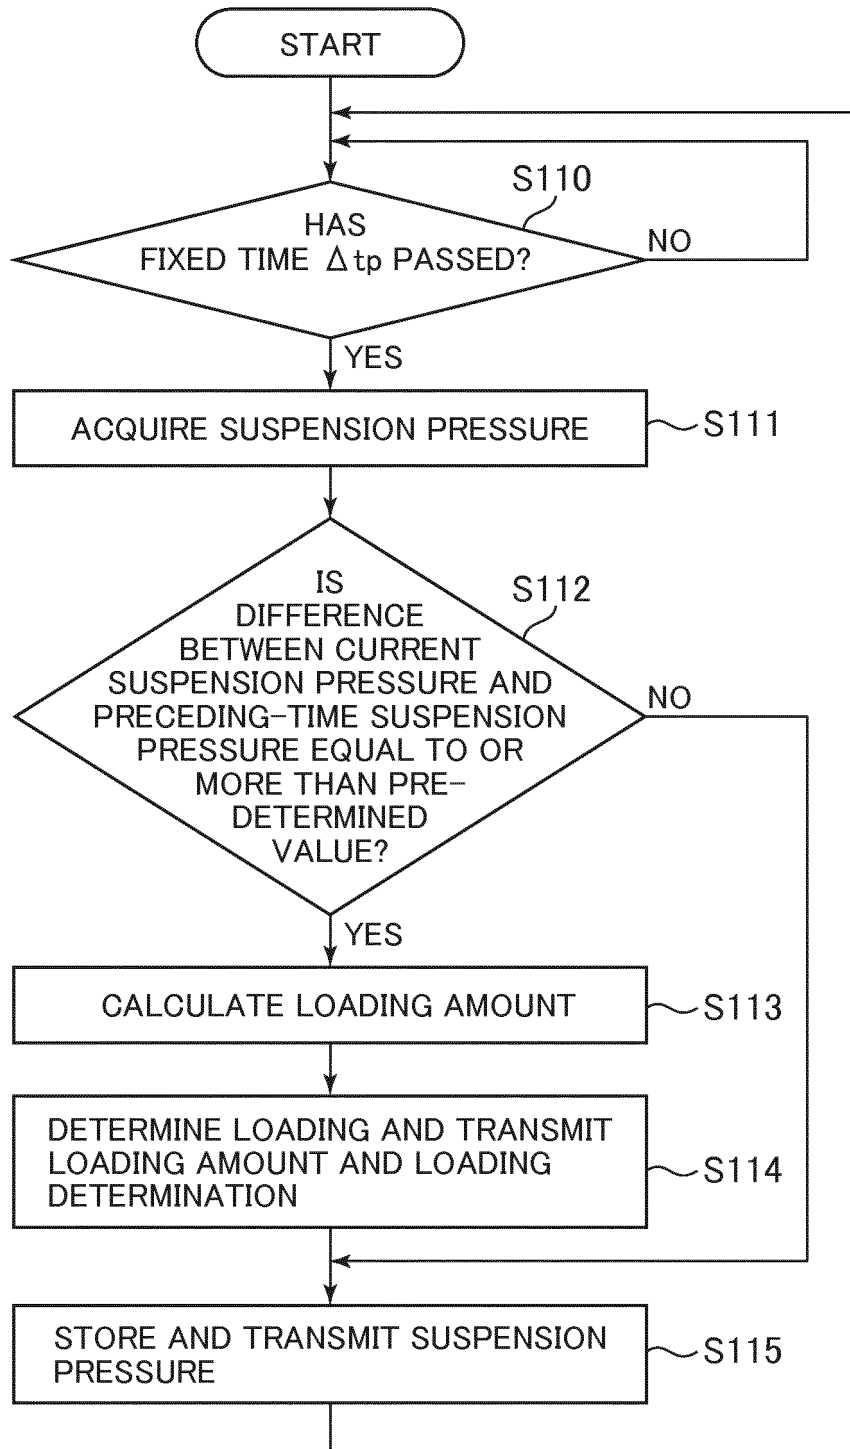 START
S110
HAS
FIXED TIME Δtp PASSED?
NO
YES
ACQUIRE SUSPENSION PRESSURE
S111
S112
IS
DIFFERENCE
BETWEEN CURRENT
SUSPENSION PRESSURE AND
PRECEDING-TIME SUSPENSION
PRESSURE EQUAL TO OR
MORE THAN PRE-
DETERMINED
VALUE?
NO
YES
CALCULATE LOADING AMOUNT
S113
DETERMINE LOADING AND TRANSMIT
LOADING AMOUNT AND LOADING
DETERMINATION
S114
STORE AND TRANSMIT SUSPENSION
PRESSURE
S115